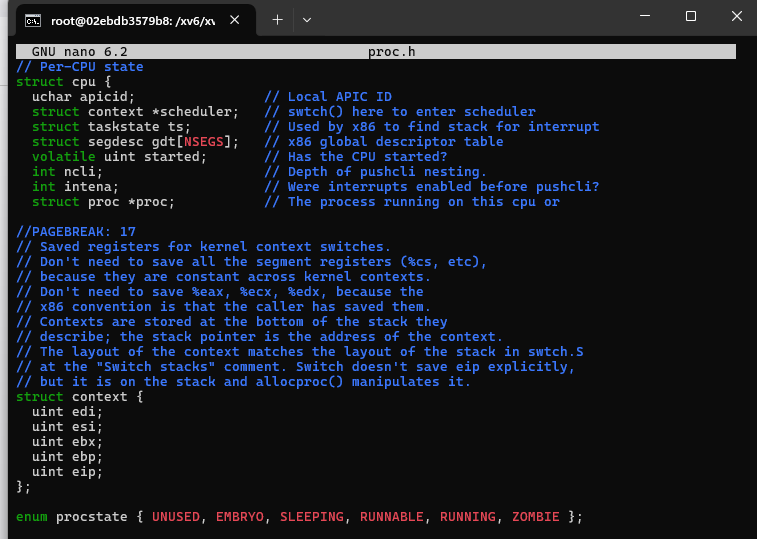 root@02ebdb3579b8: /xv6/xv
GNU nano 6.2 proc.h
// Per-CPU state
struct cpu {
  uchar apicid;                // Local APIC ID
  struct context *scheduler;   // swtch() here to enter scheduler
  struct taskstate ts;         // Used by x86 to find stack for interrupt
  struct segdesc gdt[NSEGS];   // x86 global descriptor table
  volatile uint started;       // Has the CPU started?
  int ncli;                    // Depth of pushcli nesting.
  int intena;                  // Were interrupts enabled before pushcli?
  struct proc *proc;           // The process running on this cpu or
//PAGEBREAK: 17
// Saved registers for kernel context switches.
// Don't need to save all the segment registers (%cs, etc),
// because they are constant across kernel contexts.
// Don't need to save %eax, %ecx, %edx, because the
// x86 convention is that the caller has saved them.
// Contexts are stored at the bottom of the stack they
// describe; the stack pointer is the address of the context.
// The layout of the context matches the layout of the stack in swtch.S
// at the "Switch stacks" comment. Switch doesn't save eip explicitly,
// but it is on the stack and allocproc() manipulates it.
struct context {
  uint edi;
  uint esi;
  uint ebx;
  uint ebp;
  uint eip;
};
enum procstate { UNUSED, EMBRYO, SLEEPING, RUNNABLE, RUNNING, ZOMBIE };